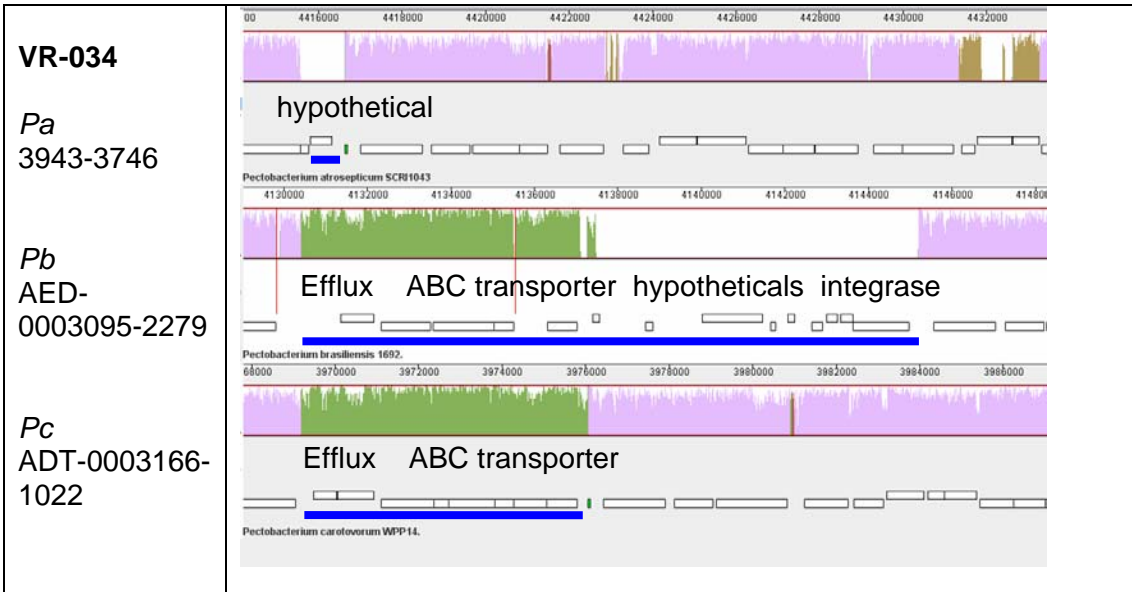 VR-034
Pa
3943-3746
Pb
AED-
0003095-2279
Pc
ADT-0003166-
1022
00 4416000 4418000 4420000 4422000 4424000 4426000 4428000 4430000 4432000
hypothetical
Pectobacterium atrosepticum SCRI1043
4130000 4132000 4134000 4136000 4138000 4140000 4142000 4144000 4146000 41480
Efflux ABC transporter hypotheticals integrase
Pectobacterium brasiliensis 1692.
68000 3970000 3972000 3974000 3976000 3978000 3980000 3982000 3984000 3986000
Efflux ABC transporter
Pectobacterium carotovorum WPP14.